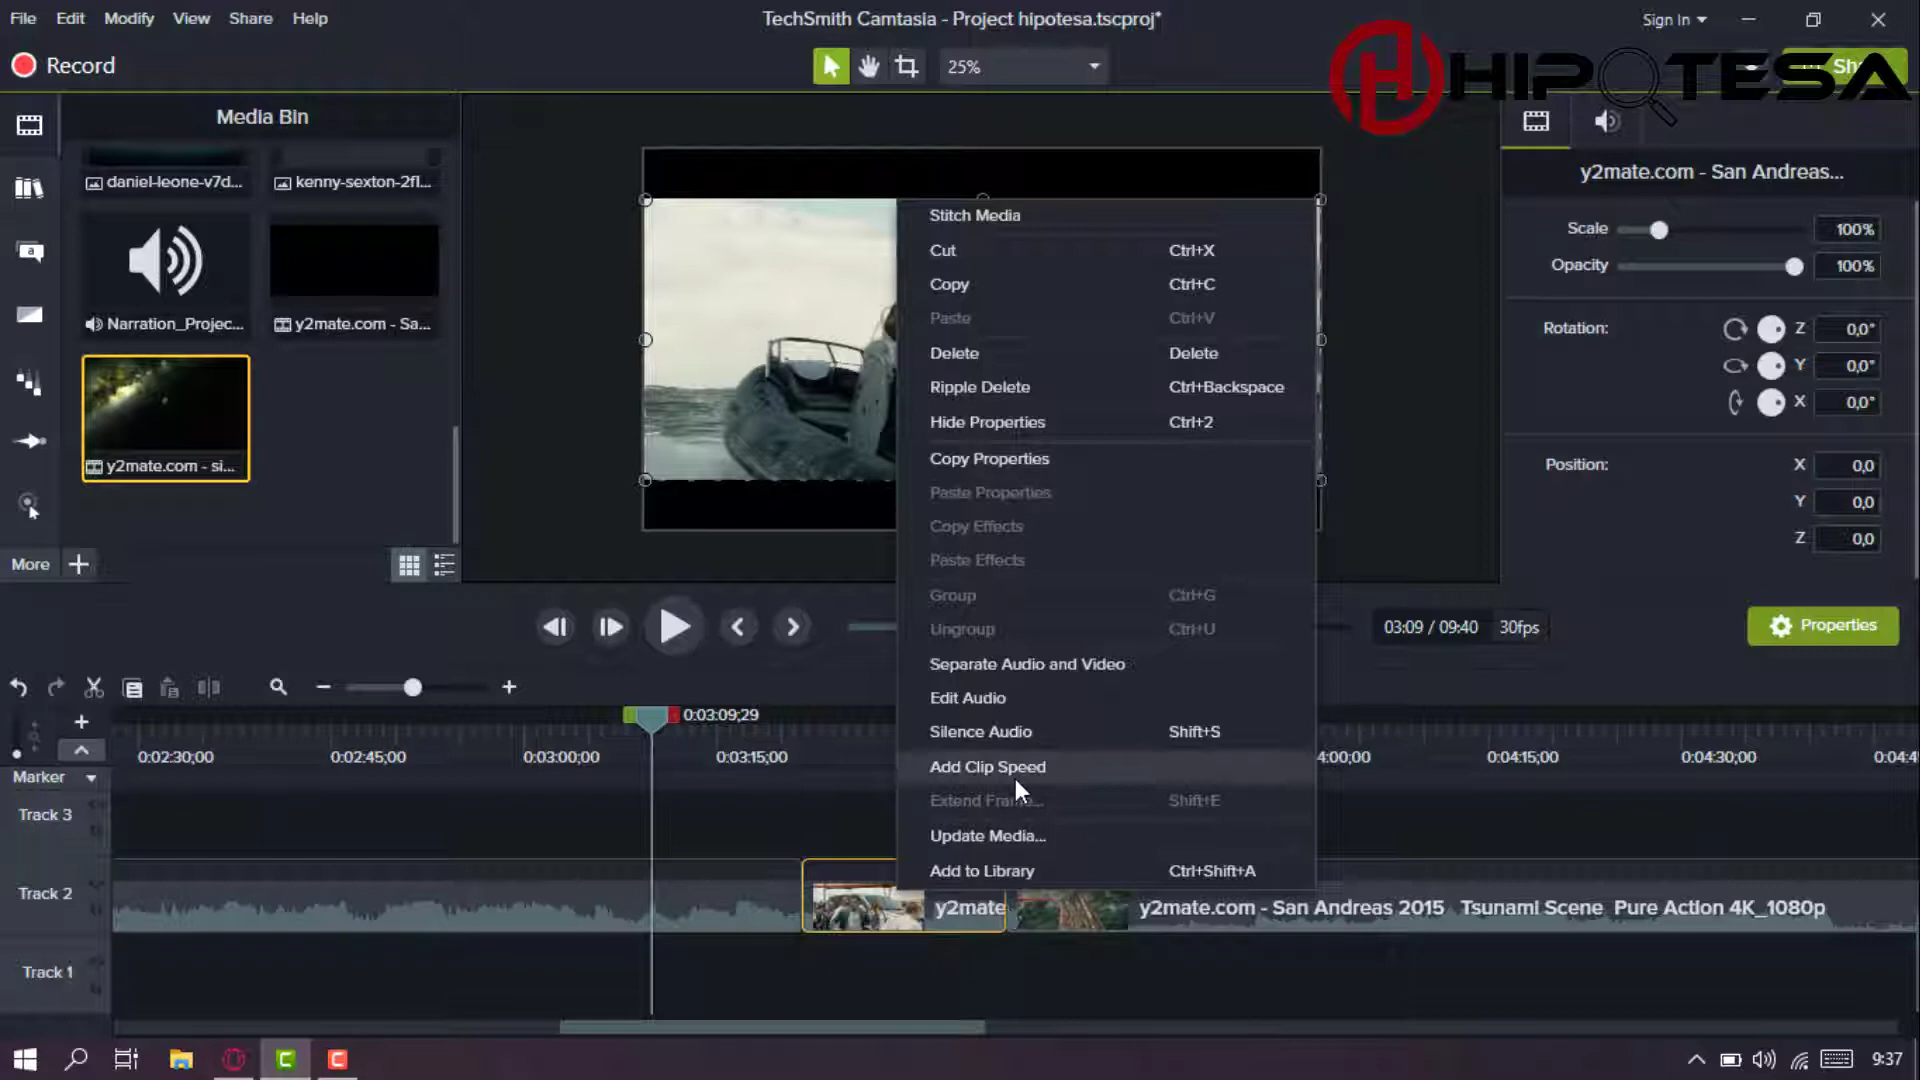 File Edit Modify View Share Help
TechSmith Camtasia - Project hipotesa.tscproj*
Sign In
Record
25%
HIPOTESA
Media Bin
daniel-leone-v7d...
kenny-sexton-2fl...
Narration_Projec...
y2mate.com - Sa...
y2mate.com - si...
More
Stitch Media
Cut Ctrl+X
Copy Ctrl+C
Paste Ctrl+V
Delete Delete
Ripple Delete Ctrl+Backspace
Hide Properties Ctrl+2
Copy Properties
Paste Properties
Copy Effects
Paste Effects
Group Ctrl+G
Ungroup Ctrl+U
Separate Audio and Video
Edit Audio
Silence Audio Shift+S
Add Clip Speed
Shift+E
Update Media...
Add to Library Ctrl+Shift+A
y2mate.com - San Andreas...
Scale 100%
Opacity 100%
Rotation: Z 0,0°
Y 0,0°
X 0,0°
Position: X 0,0
Y 0,0
Z 0,0
03:09 / 09:40 30fps
Properties
0:03:09;29
0:02:30;00 0:02:45;00 0:03:00;00 0:03:15;00 4:00;00 0:04:15;00 0:04:30;00 0:04:4
Marker
Track 3
Track 2
y2mate
y2mate.com - San Andreas 2015 Tsunami Scene Pure Action 4K_1080p
Track 1
9:37